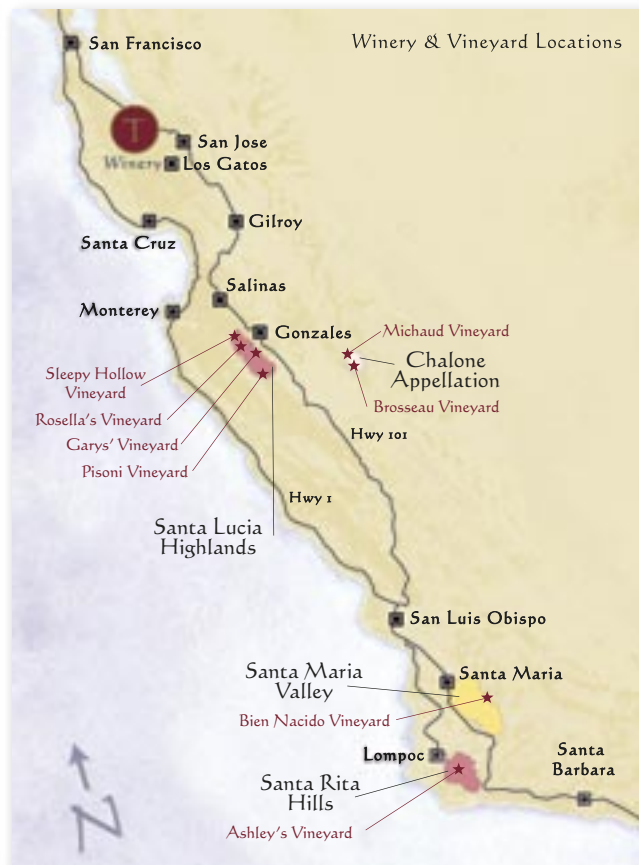 Winery & Vineyard Locations
San Francisco
T
San Jose
Winery
Los Gatos
Santa Cruz
Gilroy
Salinas
Monterey
Gonzales
Michaud Vineyard
Chalone
Appellation
Brosseau Vineyard
Sleepy Hollow
Vineyard
Rosella's Vineyard
Garys' Vineyard
Pisoni Vineyard
Hwy 101
Hwy 1
Santa Lucia
Highlands
San Luis Obispo
Santa Maria
Valley
Santa Maria
Bien Nacido Vineyard
Lompoc
Santa
Barbara
Santa Rita
Hills
Ashley's Vineyard
N